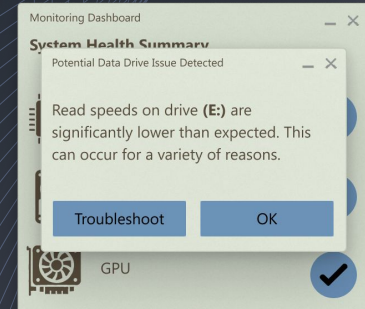 Monitoring Dashboard
System Health Summary
Potential Data Drive Issue Detected
Read speeds on drive (E:) are
significantly lower than expected. This
can occur for a variety of reasons.
Troubleshoot OK
GPU